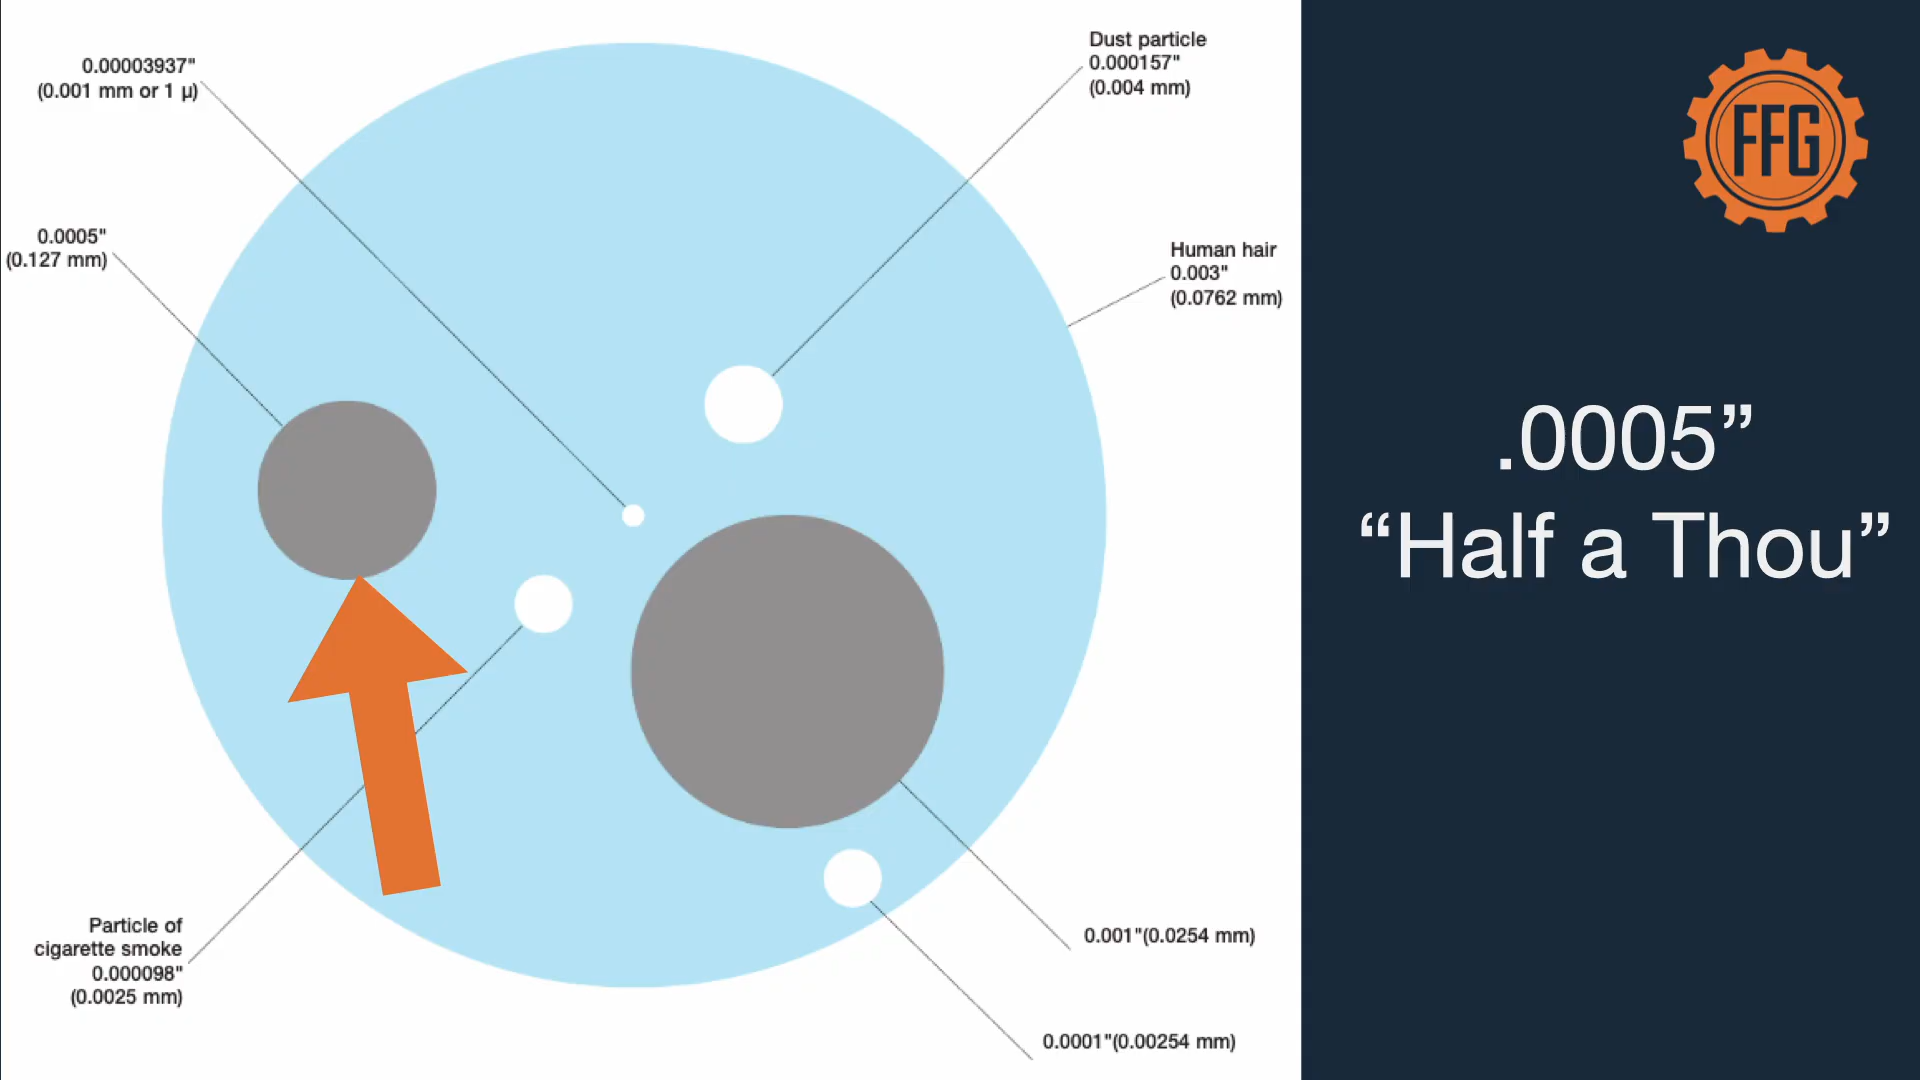 0.00003937"
(0.001 mm or 1 μ)
0.0005"
(0.127 mm)
Particle of
cigarette smoke
0.000098"
(0.0025 mm)
Dust particle
0.000157"
(0.004 mm)
Human hair
0.003"
(0.0762 mm)
0.001"(0.0254 mm)
0.0001"(0.00254 mm)
FFG
.0005”
“Half a Thou”